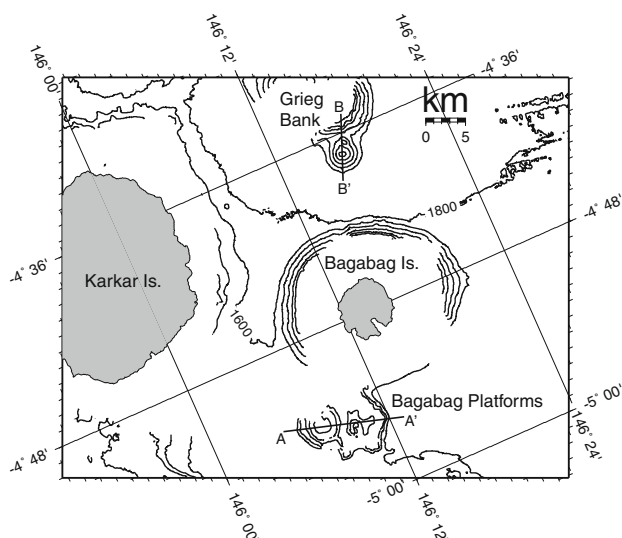 146° 12'
146° 24'
146° 00'
-4° 36'
Grieg
Bank
B
km
0 5
B'
1800
-4° 48'
-4° 36'
Bagabag Is.
Karkar Is.
1600
Bagabag Platforms
-5° 00'
A
A'
146° 24'
-4° 48'
146° 00'
-5° 00'
146° 12'